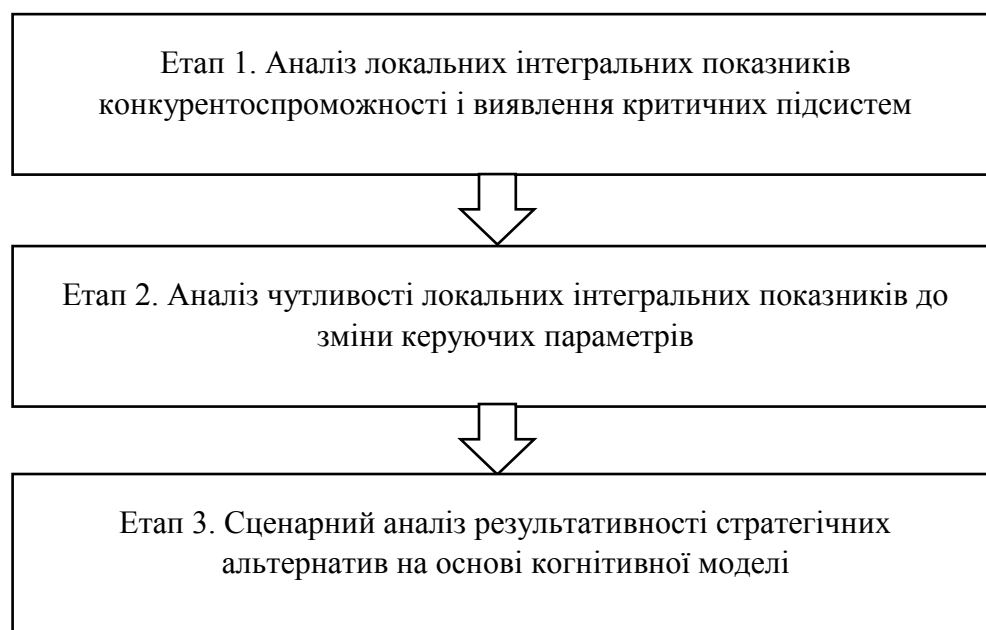 Етап 1. Аналіз локальних інтегральних показників
конкурентоспроможності і виявлення критичних підсистем
Етап 2. Аналіз чутливості локальних інтегральних показників до
зміни керуючих параметрів
Етап 3. Сценарний аналіз результативності стратегічних
альтернатив на основі когнітивної моделі